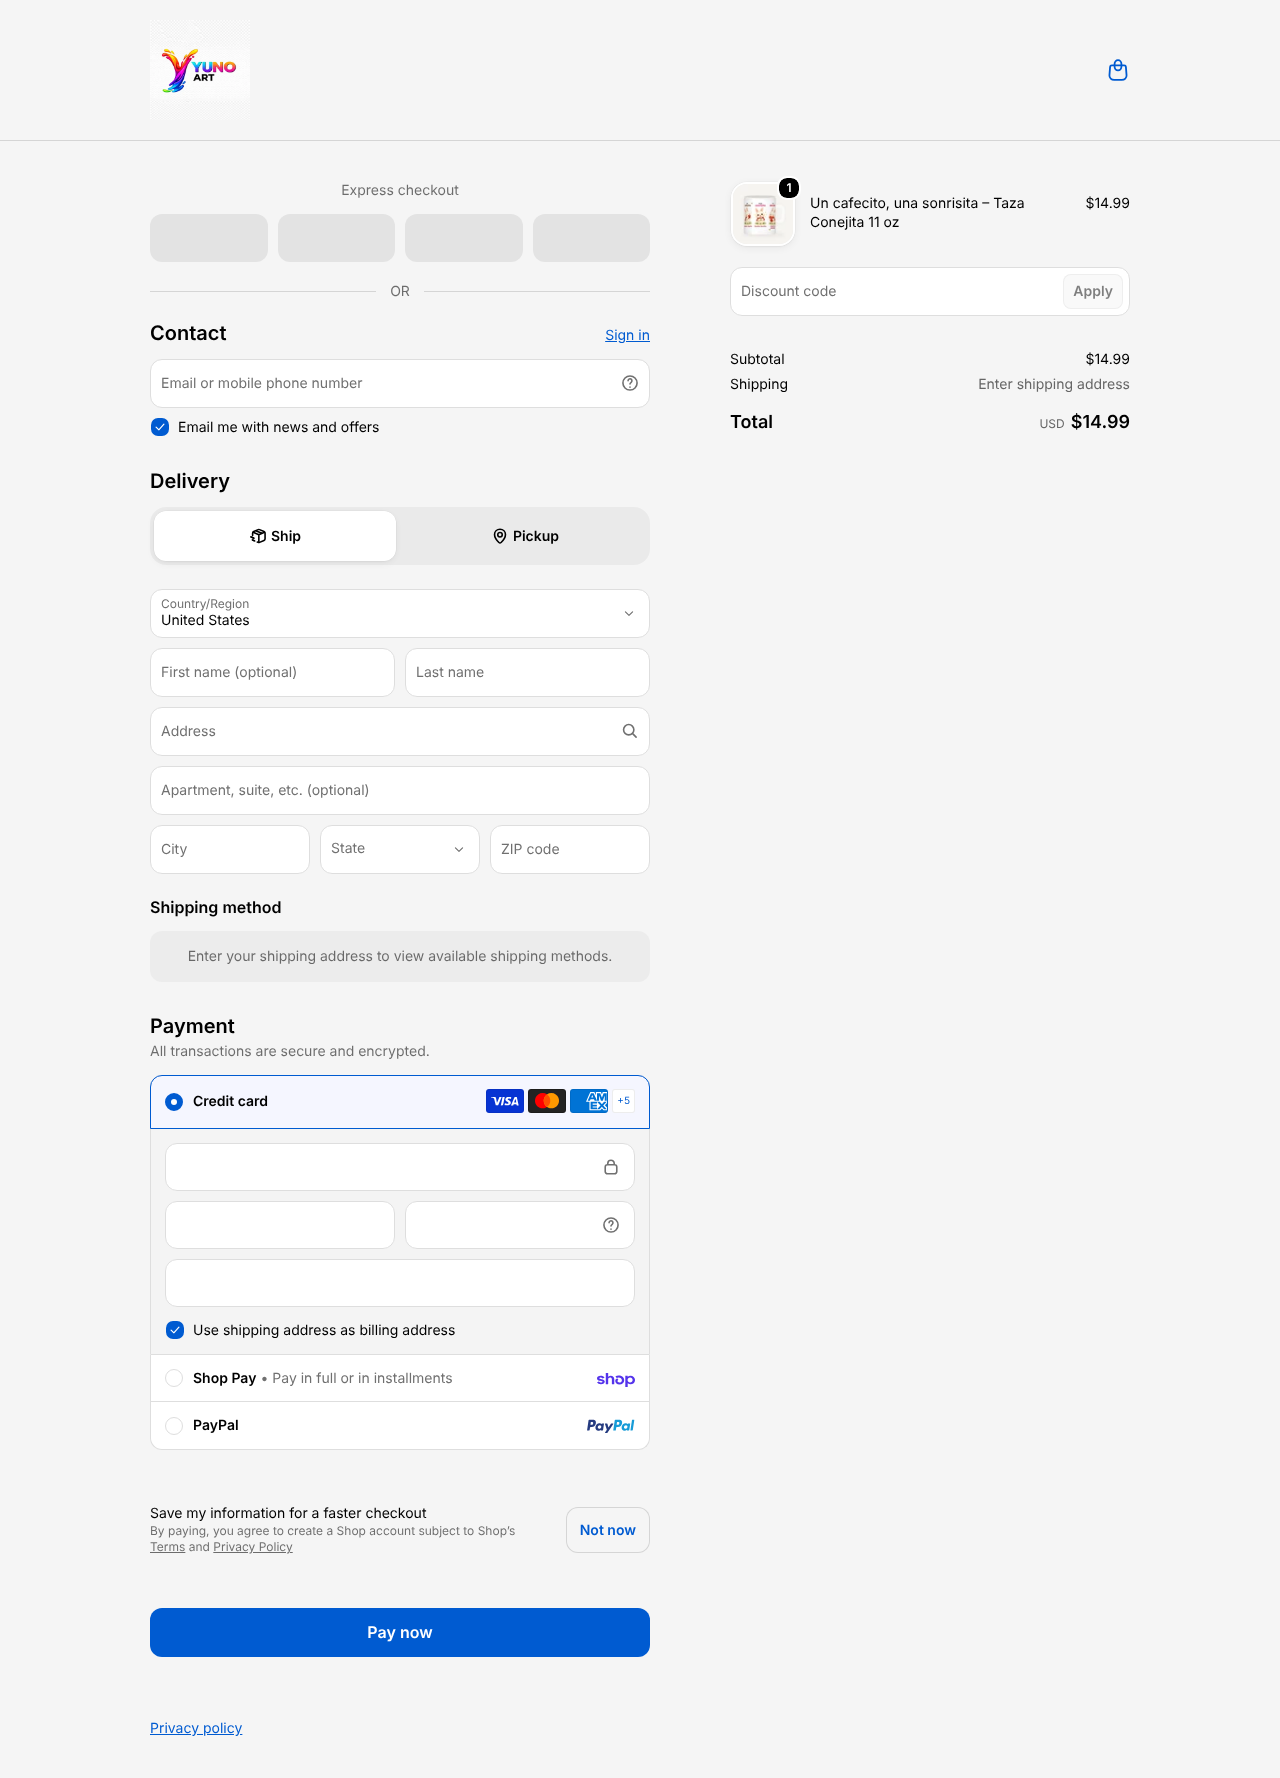 YUNO
ART
Express checkout
OR
Contact
Sign in
Email or mobile phone number
Email me with news and offers
Delivery
Ship
Pickup
Country/Region
United States
First name (optional)
Last name
Address
Apartment, suite, etc. (optional)
City
State
ZIP code
Shipping method
Enter your shipping address to view available shipping methods.
Payment
All transactions are secure and encrypted.
Credit card
VISA
AM
EX
+5
Use shipping address as billing address
Shop Pay • Pay in full or in installments
shop
PayPal
PayPal
Save my information for a faster checkout
By paying, you agree to create a Shop account subject to Shop's
Terms and Privacy Policy
Not now
Pay now
Privacy policy
1
Un cafecito, una sonrisita – Taza
Conejita 11 oz
$14.99
Discount code
Apply
Subtotal
$14.99
Shipping
Enter shipping address
Total
USD $14.99